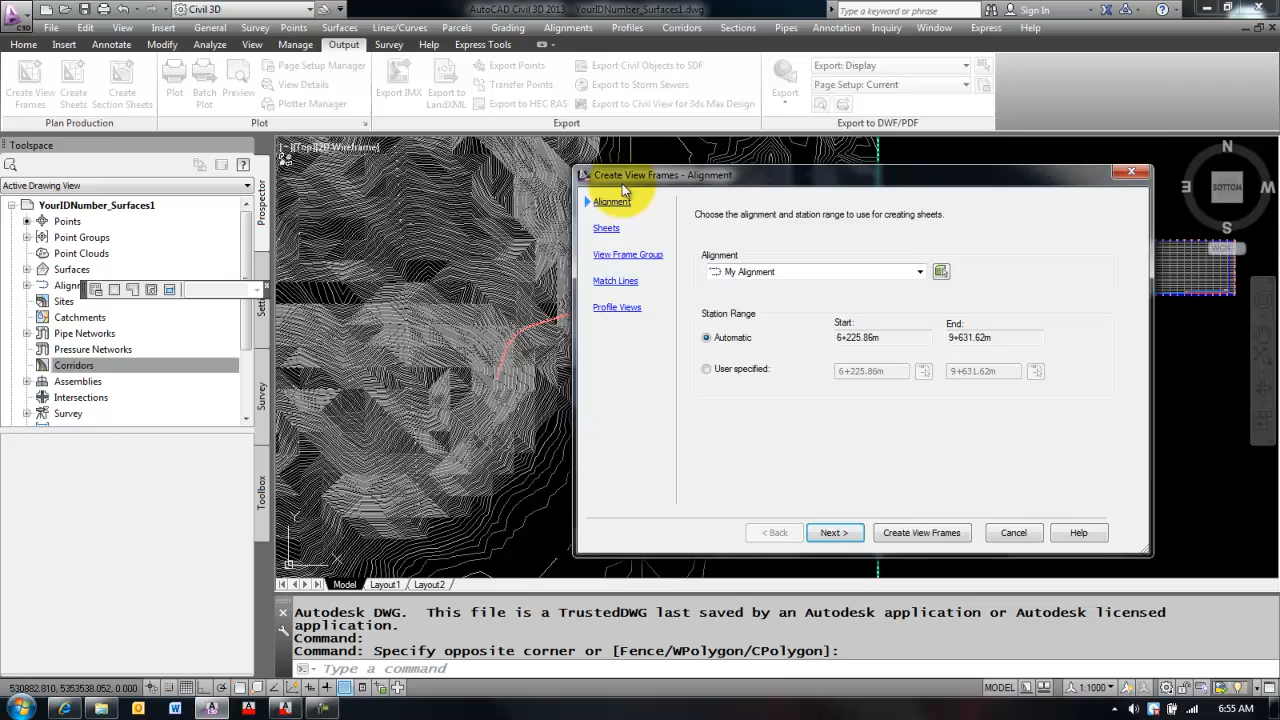 Civil 3D
AutoCAD Civil 3D 2013
YourIDNumber_Surfaces1.dwg
Type a keyword or phrase
Sign In
C3D
File Edit View Insert General Survey Points Surfaces Lines/Curves Parcels Grading Alignments Profiles Corridors Sections Pipes Annotation Inquiry Window Express Help
Home Insert Annotate Modify Analyze View Manage Output Survey Help Express Tools
Create View Frames
Create Sheets
Create Section Sheets
Plan Production
Plot
Batch Plot
Preview
Page Setup Manager
View Details
Plotter Manager
Plot
Export IMX
Export to LandXML
Export Points
Transfer Points
Export to HEC RAS
Export Civil Objects to SDF
Export to Storm Sewers
Export to Civil View for 3ds Max Design
Export
Export
Export: Display
Page Setup: Current
Export to DWF/PDF
Toolspace
Active Drawing View
YourIDNumber_Surfaces1
Points
Point Groups
Point Clouds
Surfaces
Sites
Catchments
Pipe Networks
Pressure Networks
Corridors
Assemblies
Intersections
Survey
Prospector
Survey
Toolbox
[-][Top][2D Wireframe]
N
W
E
S
BOTTOM
Create View Frames - Alignment
Alignment
Sheets
View Frame Group
Match Lines
Profile Views
Choose the alignment and station range to use for creating sheets.
Alignment
My Alignment
Station Range
Start:
End:
Automatic
6+225.86m
9+631.62m
User specified:
6+225.86m
9+631.62m
< Back
Next >
Create View Frames
Cancel
Help
Model Layout1 Layout2
Autodesk DWG. This file is a TrustedDWG last saved by an Autodesk application or Autodesk licensed
application.
Command:
Command: Specify opposite corner or [Fence/WPolygon/CPolygon]:
Type a command
530882.810, 5353538.052, 0.000
MODEL
1:1000
6:55 AM